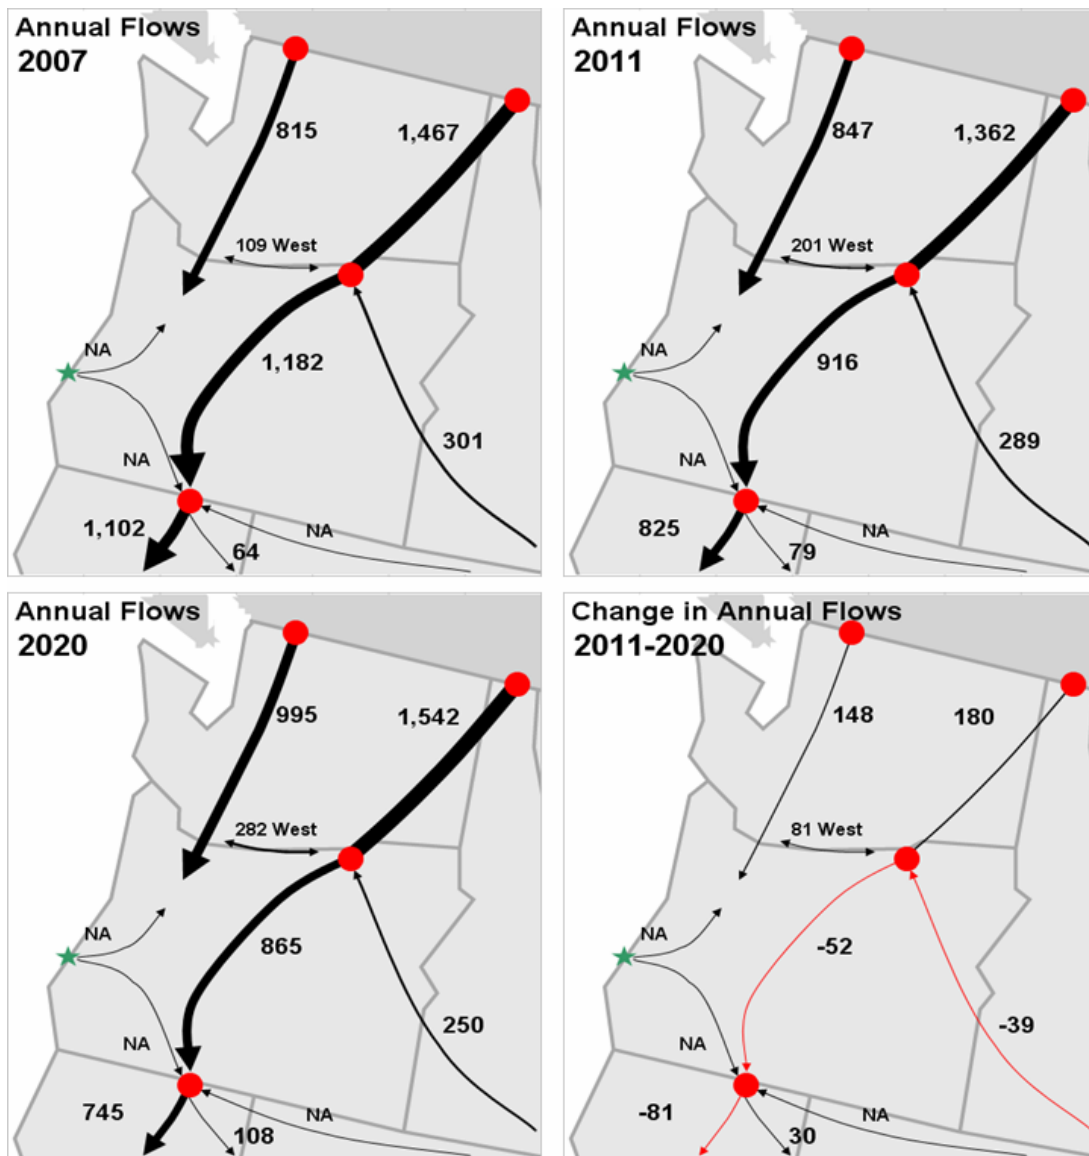 Annual Flows
2007
815
1,467
109 West
NA
1,182
NA
301
1,102
64
NA
Annual Flows
2011
847
1,362
201 West
NA
916
NA
289
825
79
NA
Annual Flows
2020
995
1,542
282 West
NA
865
NA
250
745
108
NA
Change in Annual Flows
2011-2020
148
180
81 West
NA
-52
NA
-39
-81
30
NA